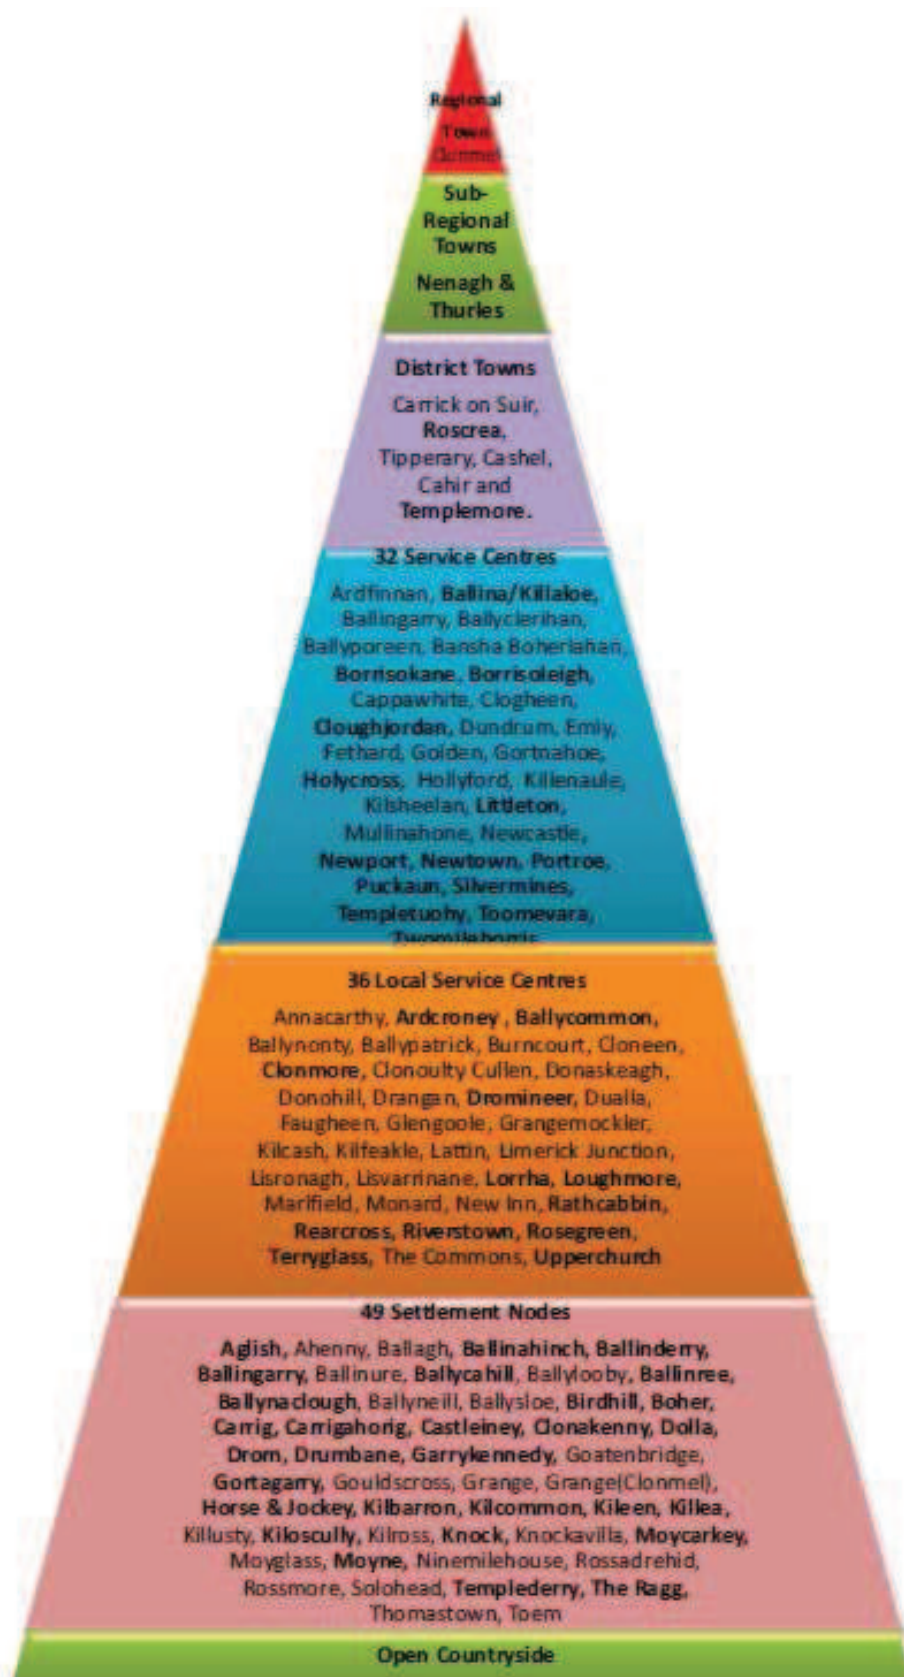 Regional
Town
Clonmel
Sub-
Regional
Towns
Nenagh &
Thurles
District Towns
Carrick on Suir,
Roscrea,
Tipperary, Cashel,
Cahir and
Templemore.
32 Service Centres
Ardfinnan, Ballina/Killaloe,
Ballingarry, Ballyclerihan,
Ballyporeen, Bansha Boherlahan,
Borrisokane, Borrisoleigh,
Cappawhite, Clogheen,
Cloughjordan, Dundrum, Emly,
Fethard, Golden, Gortnahoe,
Holycross, Hollyford, Killenaule,
Kilsheelan, Littleton,
Mullinahone, Newcastle,
Newport, Newtown, Portroe,
Puckaun, Silvermines,
Templetuohy, Toomevara,
Twomileborris
36 Local Service Centres
Annacarthy, Ardcroney , Ballycommon,
Ballynonty, Ballypatrick, Burncourt, Cloneen,
Clonmore, Clonoulty Cullen, Donaskeagh,
Donohill, Drangan, Dromineer, Dualla,
Faugheen, Glengoole, Grangemockler,
Kilcash, Kilfeakle, Lattin, Limerick Junction,
Lisronagh, Lisvarrinane, Lorrha, Loughmore,
Marlfield, Monard, New Inn, Rathcabbin,
Rearcross, Riverstown, Rosegreen,
Terryglass, The Commons, Upperchurch
49 Settlement Nodes
Aglish, Ahenny, Ballagh, Ballinahinch, Ballinderry,
Ballingarry, Ballinure, Ballycahill, Ballylooby, Ballinree,
Ballynaclough, Ballyneill, Ballysloe, Birdhill, Boher,
Carrig, Carrigahorig, Castleiney, Clonakenny, Dolla,
Drom, Drumbane, Garrykennedy, Goatenbridge,
Gortagarry, Gouldscross, Grange, Grange(Clonmel),
Horse & Jockey, Kilbarron, Kilcommon, Kileen, Killea,
Killusty, Kiloscully, Kilross, Knock, Knockavilla, Moycarkey,
Moyglass, Moyne, Ninemilehouse, Rossadrehid,
Rossmore, Solohead, Templederry, The Ragg,
Thomastown, Toem
Open Countryside